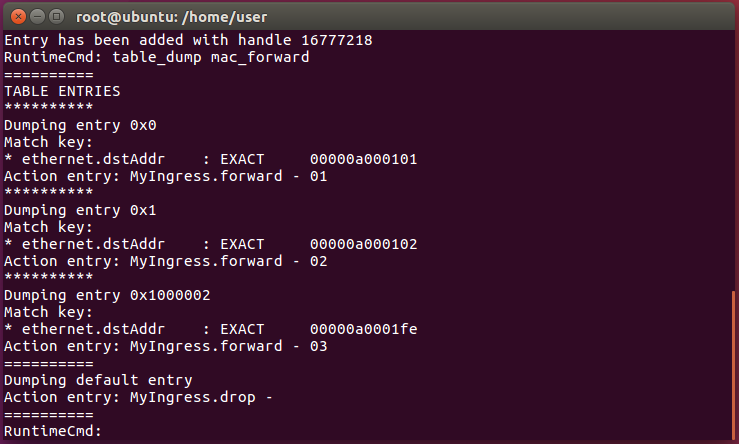 root@ubuntu: /home/user
Entry has been added with handle 16777218
RuntimeCmd: table_dump mac_forward
==========
TABLE ENTRIES
**********
Dumping entry 0x0
Match key:
* ethernet.dstAddr    : EXACT     00000a000101
Action entry: MyIngress.forward - 01
**********
Dumping entry 0x1
Match key:
* ethernet.dstAddr    : EXACT     00000a000102
Action entry: MyIngress.forward - 02
**********
Dumping entry 0x1000002
Match key:
* ethernet.dstAddr    : EXACT     00000a0001fe
Action entry: MyIngress.forward - 03
==========
Dumping default entry
Action entry: MyIngress.drop -
==========
RuntimeCmd: